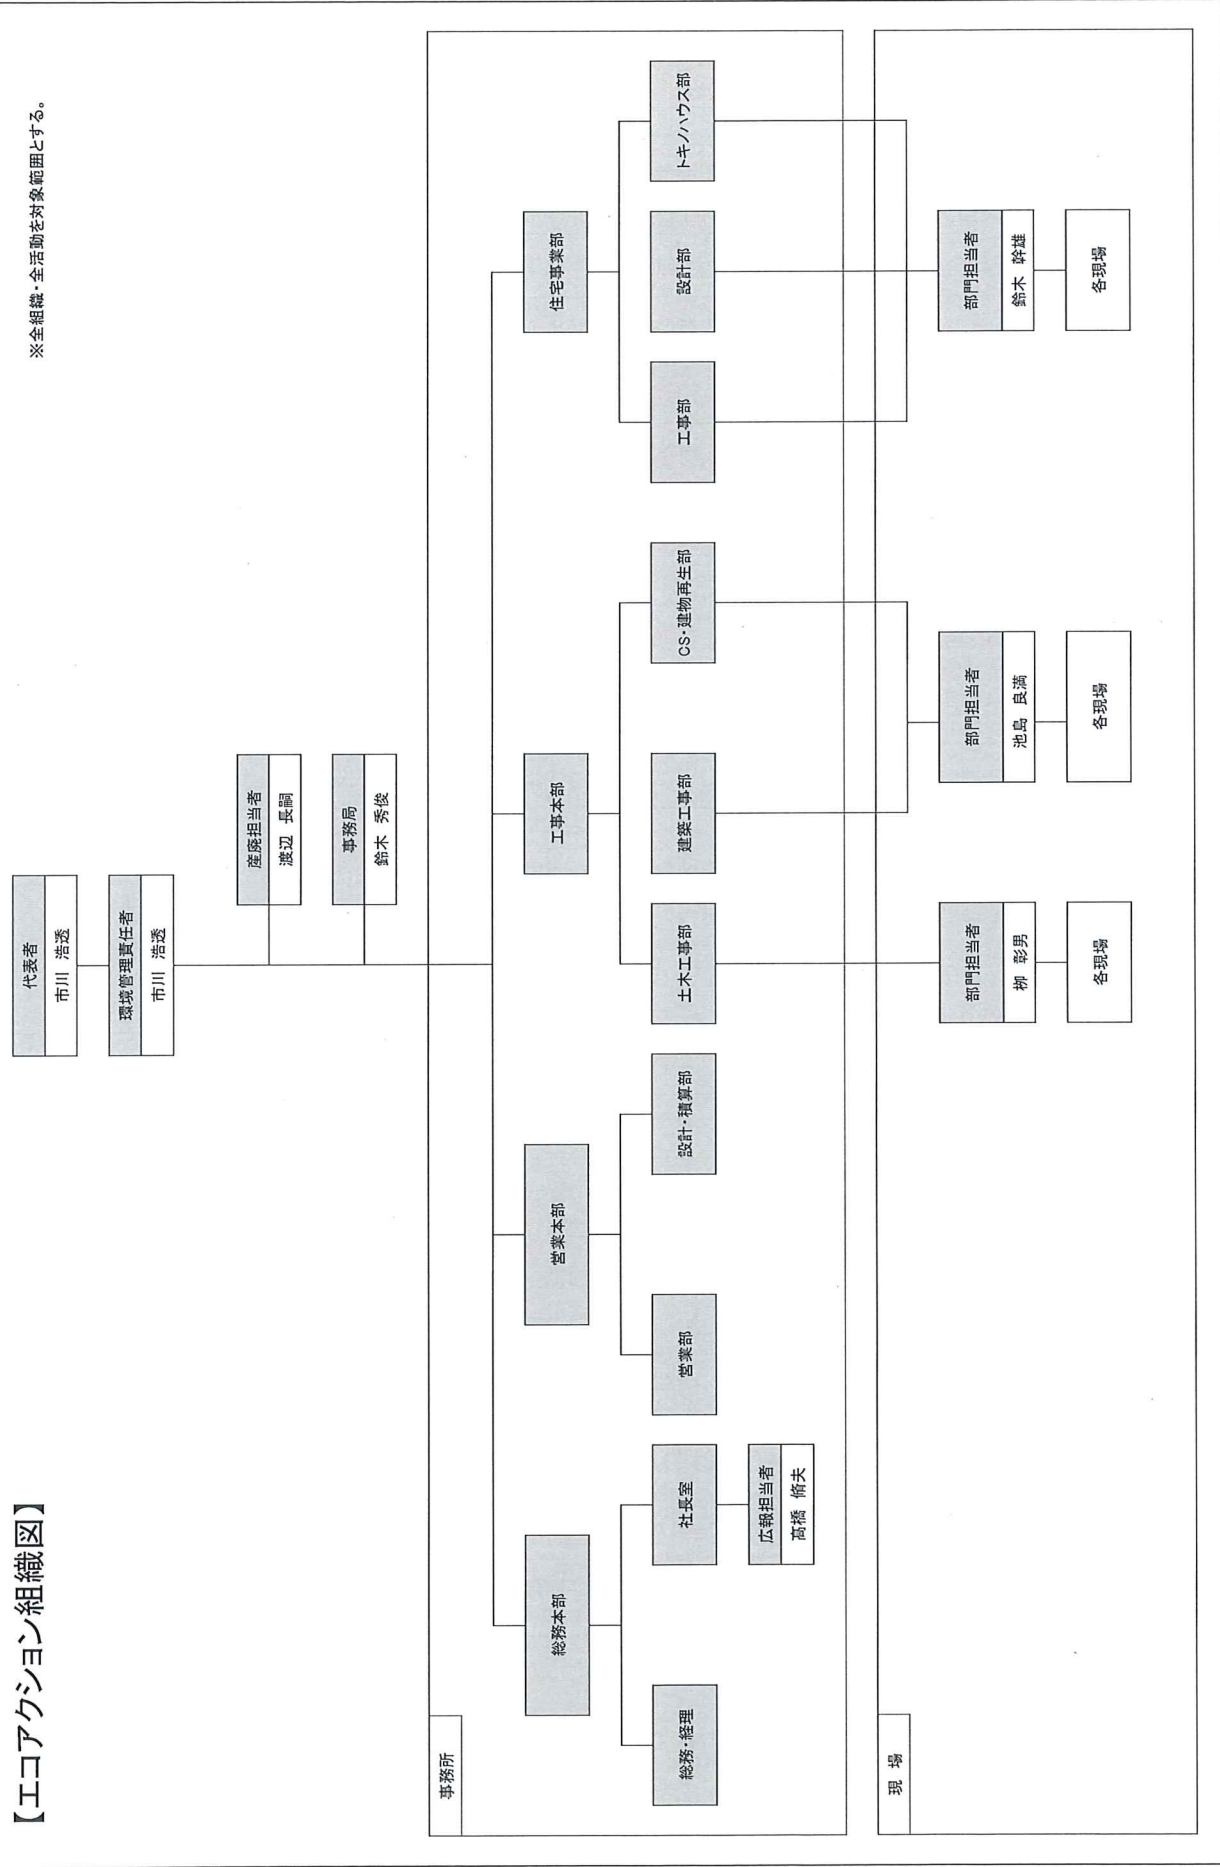 【エコアクション組織図】
※全組織・全活動を対象範囲とする。
代表者
市川 浩透
環境管理責任者
市川 浩透
産廃担当者
渡辺 長嗣
事務局
鈴木 秀俊
事務所
総務本部
営業本部
工事本部
住宅事業部
総務・経理
社長室
営業部
設計・積算部
土木工事部
建築工事部
CS・建物再生部
工事部
設計部
トキノハウス部
広報担当者
髙橋 脩夫
現 場
部門担当者
栁 彰男
各現場
部門担当者
池島 良満
各現場
部門担当者
鈴木 幹雄
各現場